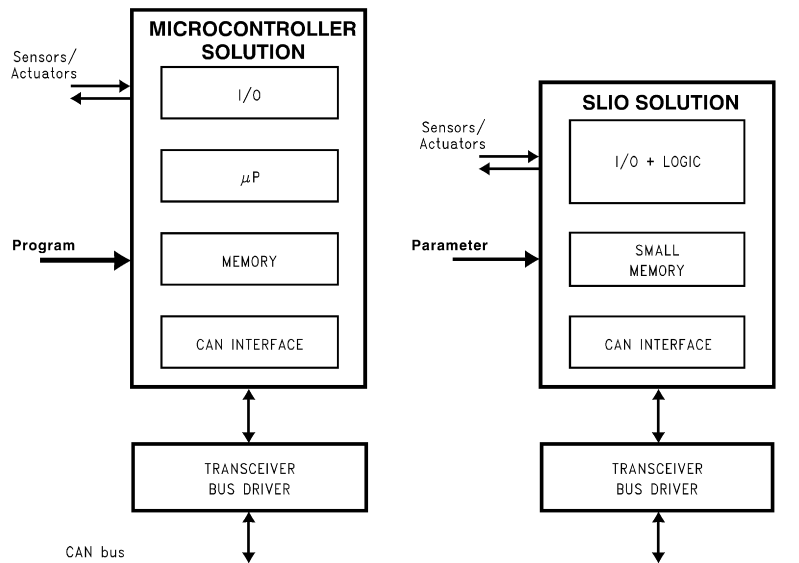 MICROCONTROLLER
SOLUTION
Sensors/
Actuators
I/O
μP
Program
MEMORY
CAN INTERFACE
TRANSCEIVER
BUS DRIVER
CAN bus
SLIO SOLUTION
Sensors/
Actuators
I/O + LOGIC
Parameter
SMALL
MEMORY
CAN INTERFACE
TRANSCEIVER
BUS DRIVER